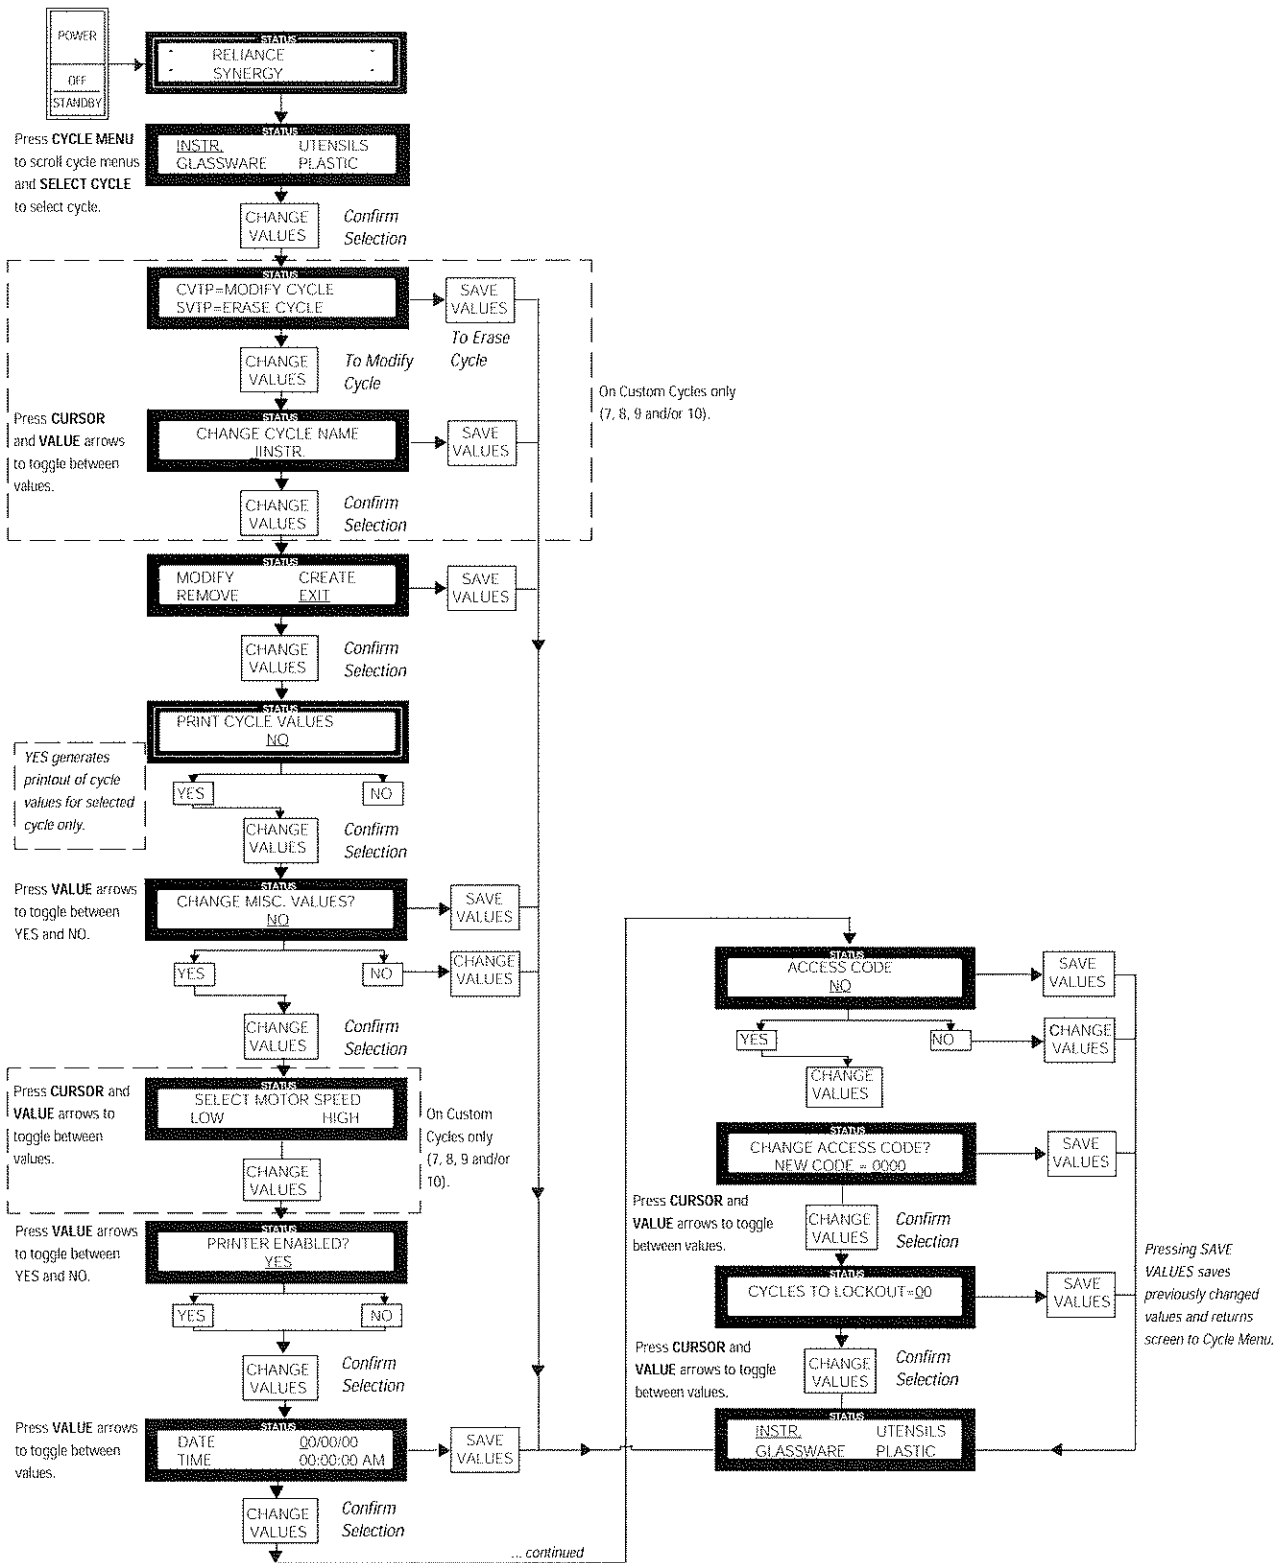 POWER
OFF
STANDBY
STATUS
RELIANCE
SYNERGY
Press CYCLE MENU
to scroll cycle menus
and SELECT CYCLE
to select cycle.
STATUS
INSTR. UTENSILS
GLASSWARE PLASTIC
CHANGE
VALUES
Confirm
Selection
STATUS
CVTP=MODIFY CYCLE
SVTP=ERASE CYCLE
SAVE
VALUES
To Erase
Cycle
CHANGE
VALUES
To Modify
Cycle
On Custom Cycles only
(7, 8, 9 and/or 10).
Press CURSOR
and VALUE arrows
to toggle between
values.
STATUS
CHANGE CYCLE NAME
IINSTR.
SAVE
VALUES
CHANGE
VALUES
Confirm
Selection
STATUS
MODIFY CREATE
REMOVE EXIT
SAVE
VALUES
CHANGE
VALUES
Confirm
Selection
STATUS
PRINT CYCLE VALUES
NO
YES generates
printout of cycle
values for selected
cycle only.
YES
NO
CHANGE
VALUES
Confirm
Selection
Press VALUE arrows
to toggle between
YES and NO.
STATUS
CHANGE MISC. VALUES?
NO
SAVE
VALUES
YES
NO
CHANGE
VALUES
CHANGE
VALUES
Confirm
Selection
Press CURSOR and
VALUE arrows to
toggle between
values.
STATUS
SELECT MOTOR SPEED
LOW HIGH
On Custom
Cycles only
(7, 8, 9 and/or
10).
CHANGE
VALUES
Press VALUE arrows
to toggle between
YES and NO.
STATUS
PRINTER ENABLED?
YES
YES
NO
CHANGE
VALUES
Confirm
Selection
Press VALUE arrows
to toggle between
values.
STATUS
DATE 00/00/00
TIME 00:00:00 AM
SAVE
VALUES
CHANGE
VALUES
Confirm
Selection
... continued
STATUS
ACCESS CODE
NO
SAVE
VALUES
YES
NO
CHANGE
VALUES
CHANGE
VALUES
STATUS
CHANGE ACCESS CODE?
NEW CODE = 0000
SAVE
VALUES
Press CURSOR and
VALUE arrows to toggle
between values.
CHANGE
VALUES
Confirm
Selection
STATUS
CYCLES TO LOCKOUT=00
SAVE
VALUES
Pressing SAVE
VALUES saves
previously changed
values and returns
screen to Cycle Menu.
Press CURSOR and
VALUE arrows to toggle
between values.
CHANGE
VALUES
Confirm
Selection
STATUS
INSTR. UTENSILS
GLASSWARE PLASTIC